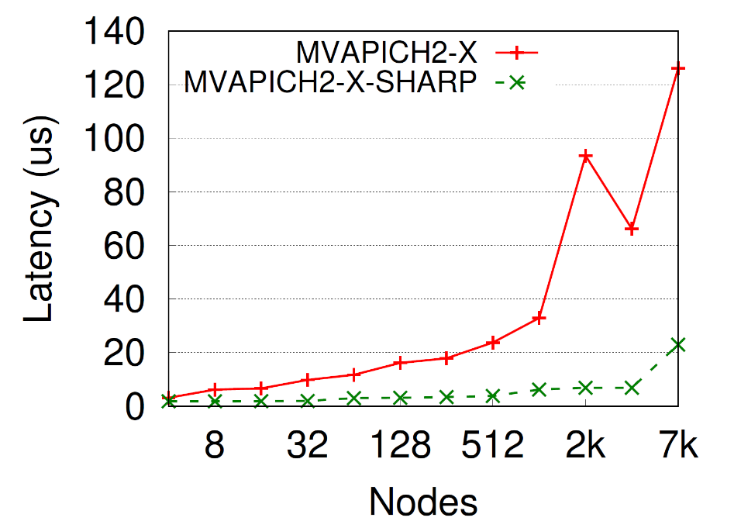 140
120
100
80
60
40
20
0
Latency (us)
MVAPICH2-X
MVAPICH2-X-SHARP
8 32 128 512 2k 7k
Nodes